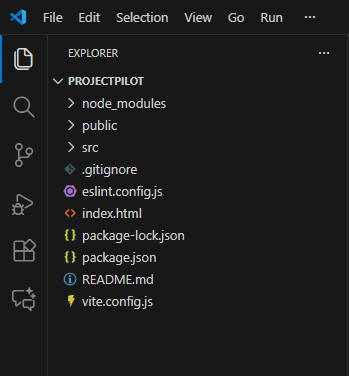 File Edit Selection View Go Run ···
EXPLORER ···
PROJECTPILOT
node_modules
public
src
.gitignore
eslint.config.js
index.html
package-lock.json
package.json
README.md
vite.config.js